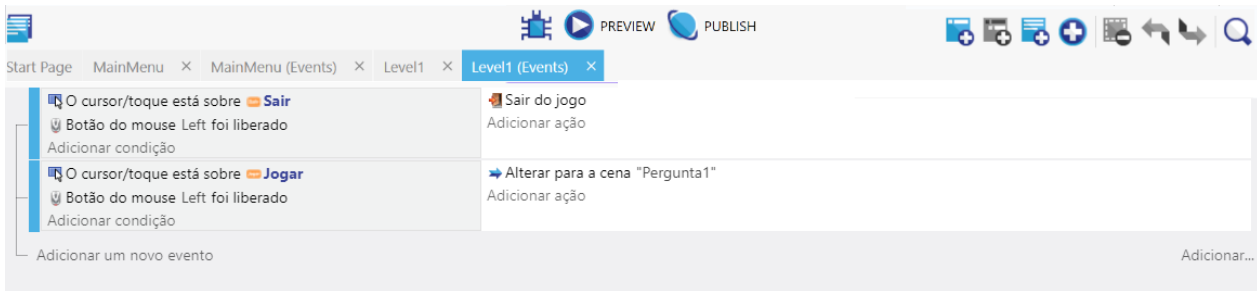 PREVIEW PUBLISH
Start Page MainMenu × MainMenu (Events) × Level1 × Level1 (Events) ×
O cursor/toque está sobre Sair
Sair do jogo
Botão do mouse Left foi liberado
Adicionar ação
Adicionar condição
O cursor/toque está sobre Jogar
Alterar para a cena "Pergunta1"
Botão do mouse Left foi liberado
Adicionar ação
Adicionar condição
Adicionar um novo evento
Adicionar...